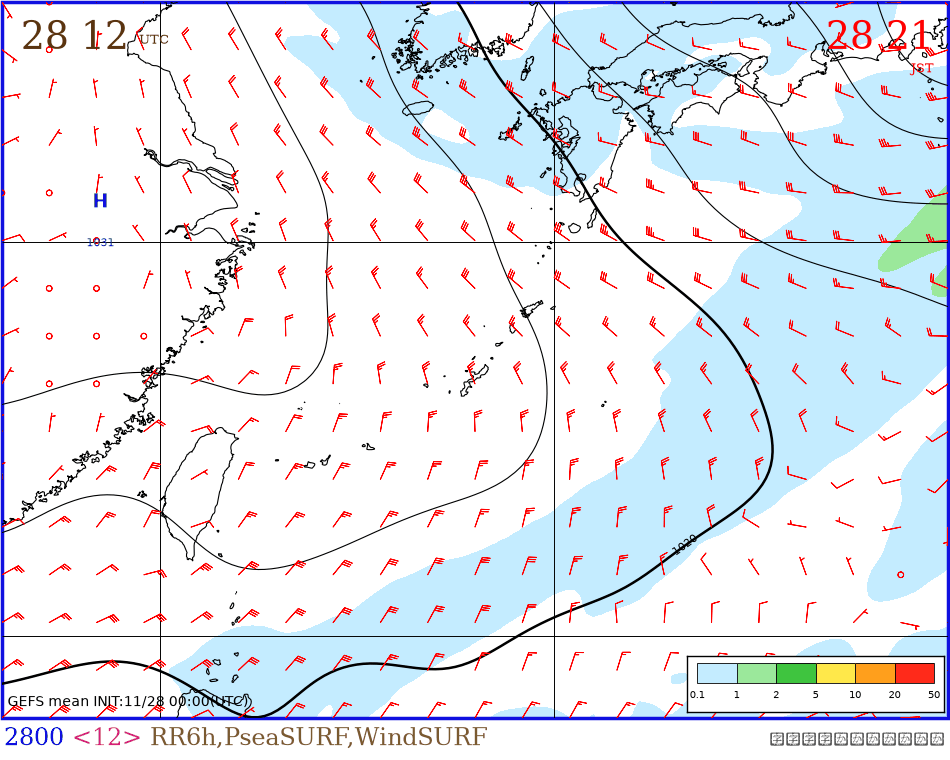 28 12 UTC
28 21
JST
H
1031
1020
GEFS mean INIT:11/28 00:00(UTC)
0.1 1 2 5 10 20 50
2800 <12> RR6h,PseaSURF,WindSURF